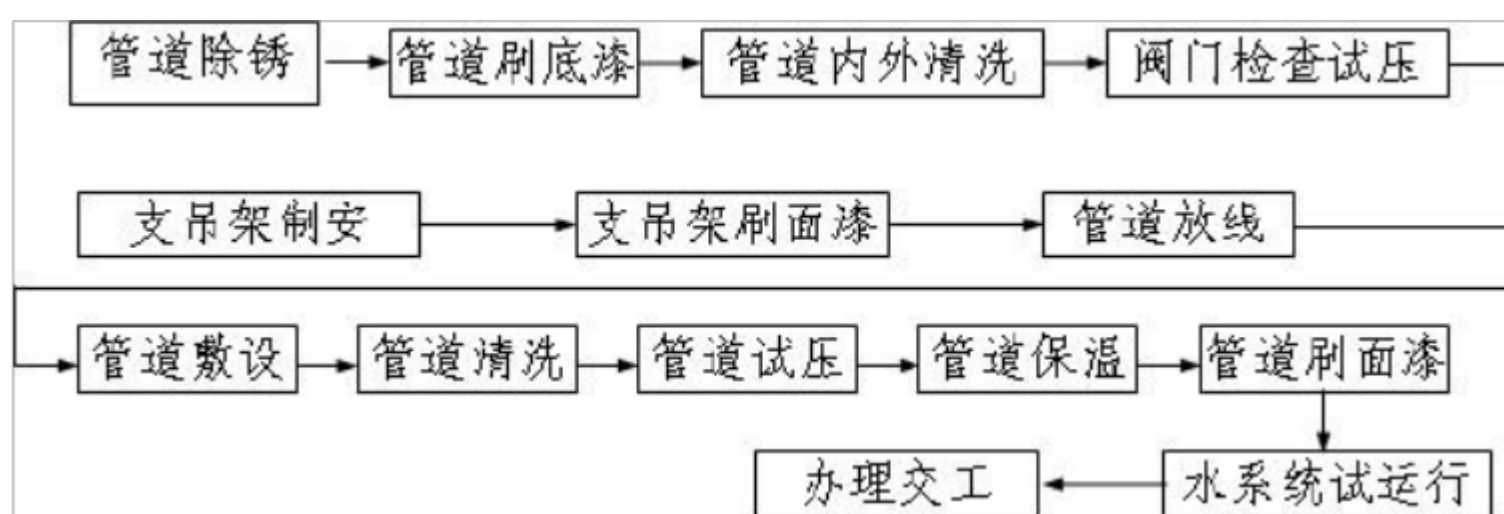 管道除锈 管道刷底漆 管道内外清洗 阀门检查试压
支吊架制安 支吊架刷面漆 管道放线
管道敷设 管道清洗 管道试压 管道保温 管道刷面漆
办理交工 水系统试运行